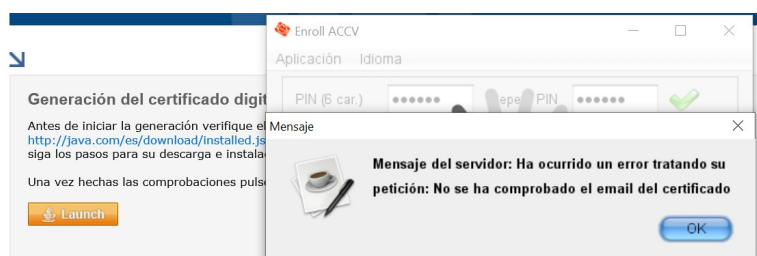 Enroll ACCV
Aplicación Idioma
Generación del certificado digit
PIN (6 car.)
PIN
Antes de iniciar la generación verifique el
http://java.com/es/download/installed.js
siga los pasos para su descarga e instala
Una vez hechas las comprobaciones puls
Launch
Mensaje
Mensaje del servidor: Ha ocurrido un error tratando su
petición: No se ha comprobado el email del certificado
OK